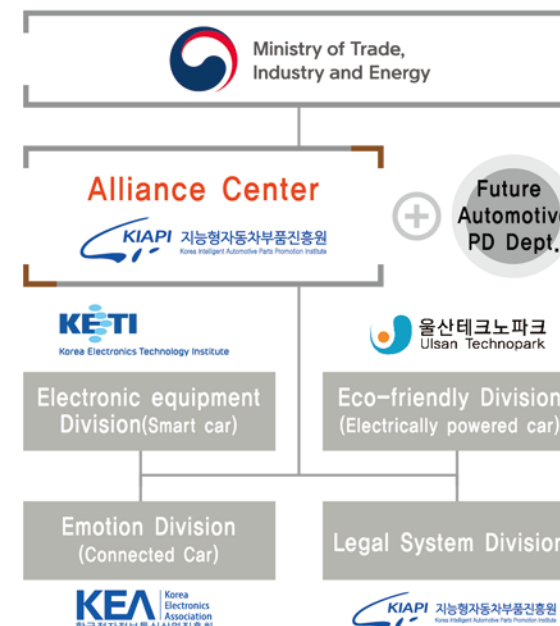 Ministry of Trade,
Industry and Energy
Alliance Center
KIAPI 지능형자동차부품진흥원
Korea Intelligent Automotive Parts Promotion Institute
Future
Automotive
PD Dept.
KETI
Korea Electronics Technology Institute
울산테크노파크
Ulsan Technopark
Electronic equipment
Division(Smart car)
Eco-friendly Division
(Electrically powered car)
Emotion Division
(Connected Car)
Legal System Division
KEA Korea
Electronics
Association
KIAPI 지능형자동차부품진흥원
Korea Intelligent Automotive Parts Promotion Institute